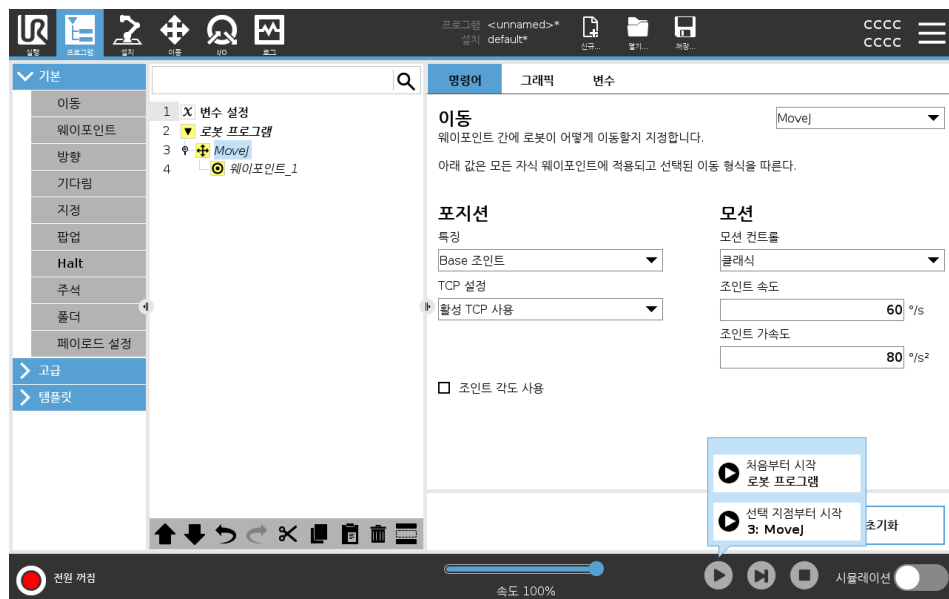 UR
실행
프로그램
설치
이동
I/O
로그
프로그램 <unnamed>*
설치 default*
신규...
열기...
저장...
CCCC
CCCC
기본
이동
웨이포인트
방향
기다림
지정
팝업
Halt
주석
폴더
페이로드 설정
고급
템플릿
1 X 변수 설정
2 로봇 프로그램
3 MoveJ
4 웨이포인트_1
명령어 그래픽 변수
이동
MoveJ
웨이포인트 간에 로봇이 어떻게 이동할지 지정합니다.
아래 값은 모든 자식 웨이포인트에 적용되고 선택된 이동 형식을 따른다.
포지션
특징
Base 조인트
TCP 설정
활성 TCP 사용
조인트 각도 사용
모션
모션 컨트롤
클래식
조인트 속도
60 °/s
조인트 가속도
80 °/s²
처음부터 시작
로봇 프로그램
선택 지점부터 시작
3: MoveJ
초기화
전원 꺼짐
속도 100%
시뮬레이션